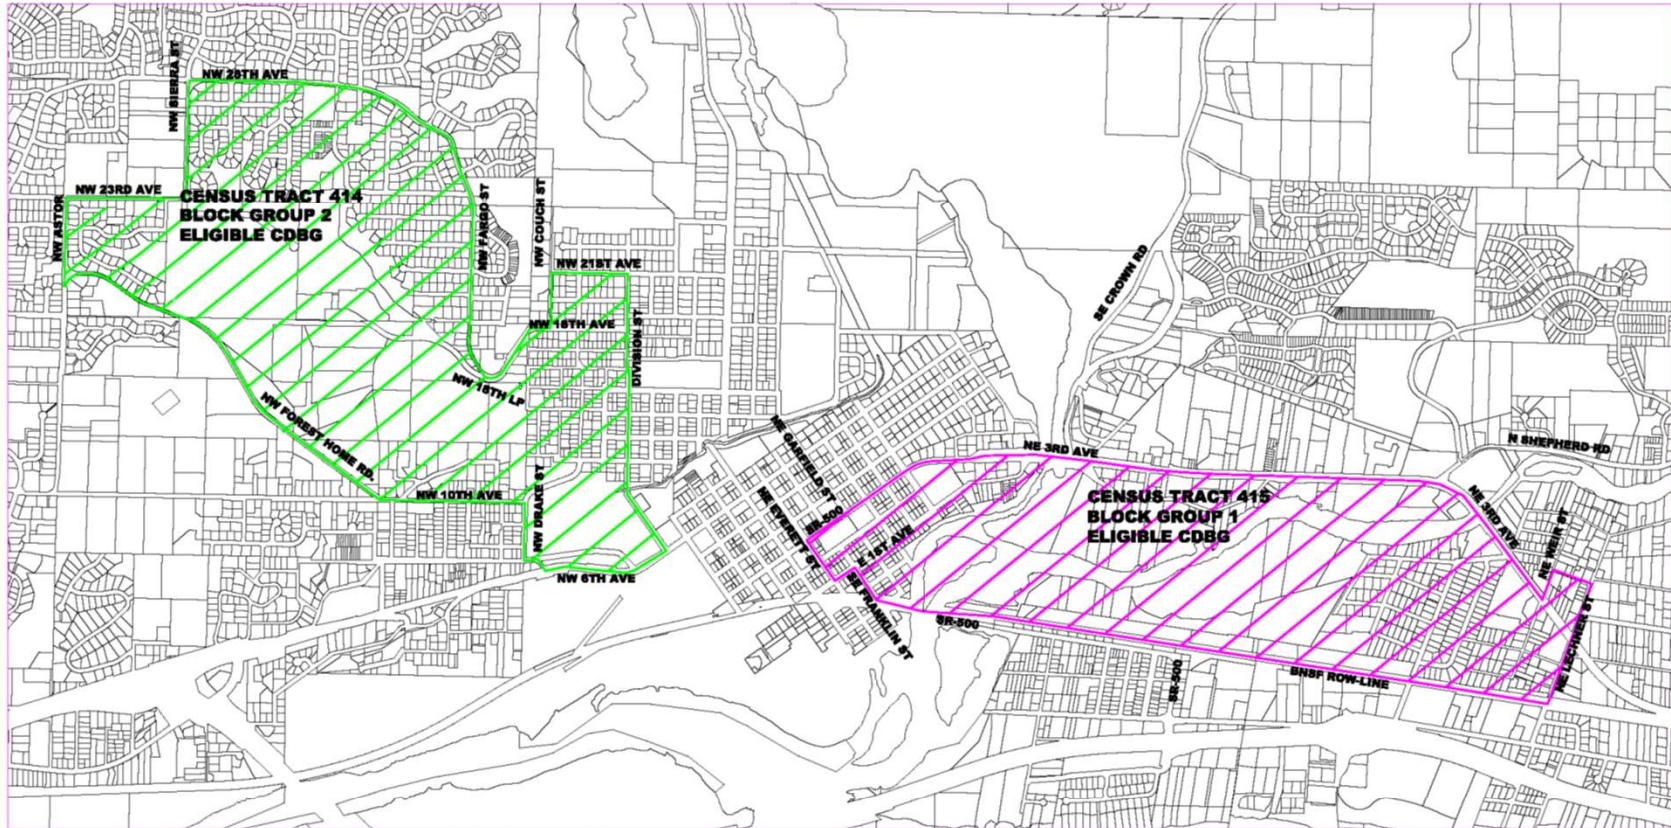 NW SIERRA ST
NW 28TH AVE
NW 23RD AVE
NW ASTOR
CENSUS TRACT 414
BLOCK GROUP 2
ELIGIBLE CDBG
NW FARGO ST
NW COUCH ST
NW 21ST AVE
NW 18TH AVE
DIVISION ST
NW 18TH LP
NW FOREST HOME RD.
NW 10TH AVE
NW DRAKE ST
NW 6TH AVE
SE CROWN RD
NE GARFIELD ST
NE EVERETT ST
SR-500
E 1ST AVE
SE FRANKLIN ST
NE 3RD AVE
CENSUS TRACT 415
BLOCK GROUP 1
ELIGIBLE CDBG
N SHEPHERD RD
NE 3RD AVE
NE WEIR ST
NE LECHNER ST
SR-500
SR-500
BNSF ROW-LINE